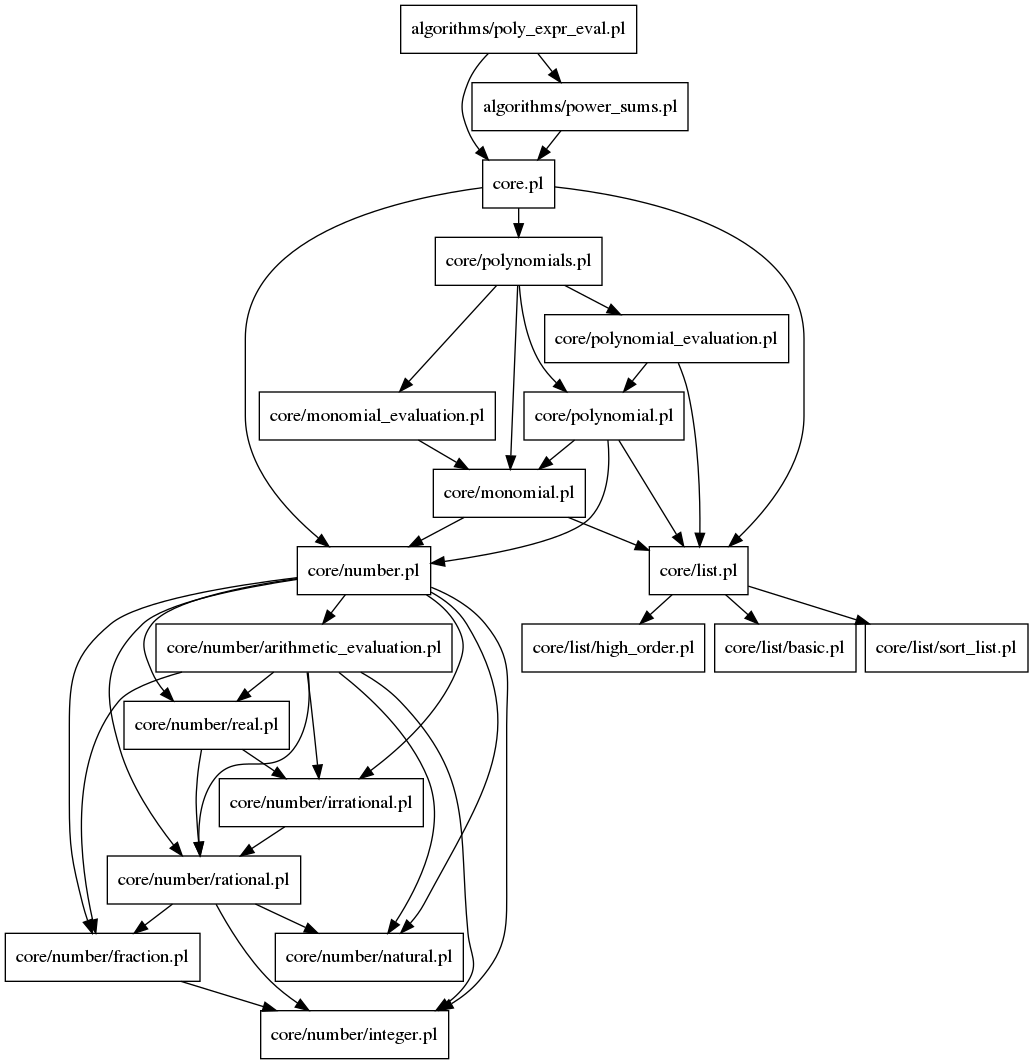 algorithms/poly_expr_eval.pl
algorithms/power_sums.pl
core.pl
core/polynomials.pl
core/polynomial_evaluation.pl
core/monomial_evaluation.pl
core/polynomial.pl
core/monomial.pl
core/number.pl
core/list.pl
core/number/arithmetic_evaluation.pl
core/list/high_order.pl
core/list/basic.pl
core/list/sort_list.pl
core/number/real.pl
core/number/irrational.pl
core/number/rational.pl
core/number/fraction.pl
core/number/natural.pl
core/number/integer.pl